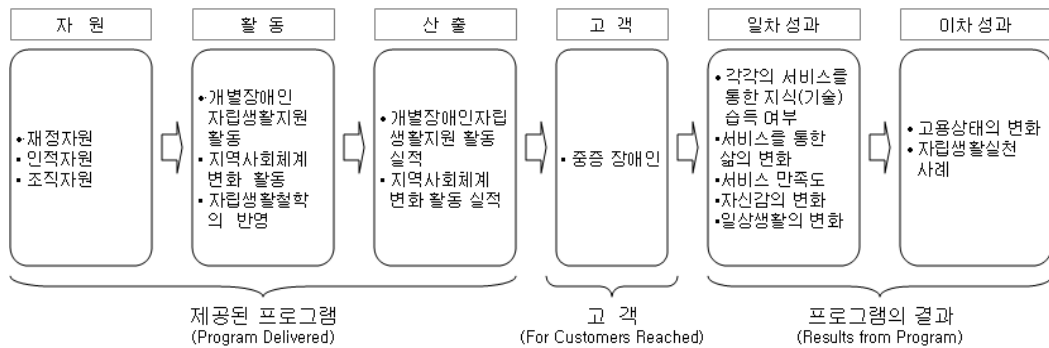 자 원
활 동
산 출
고 객
일차 성과
이차 성과
• 재정자원
• 인적자원
• 조직자원
• 개별장애인
자립생활지원
활동
• 지역사회체계
변화 활동
• 자립생활철학
의 반영
• 개별장애인자립
생활지원 활동
실적
• 지역사회체계
변화 활동 실적
• 중증 장애인
• 각각의 서비스를
통한 지식(기술)
습득 여부
•서비스를 통한
삶의 변화
•서비스 만족도
•자신감의 변화
•일상생활의 변화
• 고용상태의 변화
• 자립생활실천
사례
제공된 프로그램
(Program Delivered)
고 객
(For Customers Reached)
프로그램의 결과
(Results from Program)